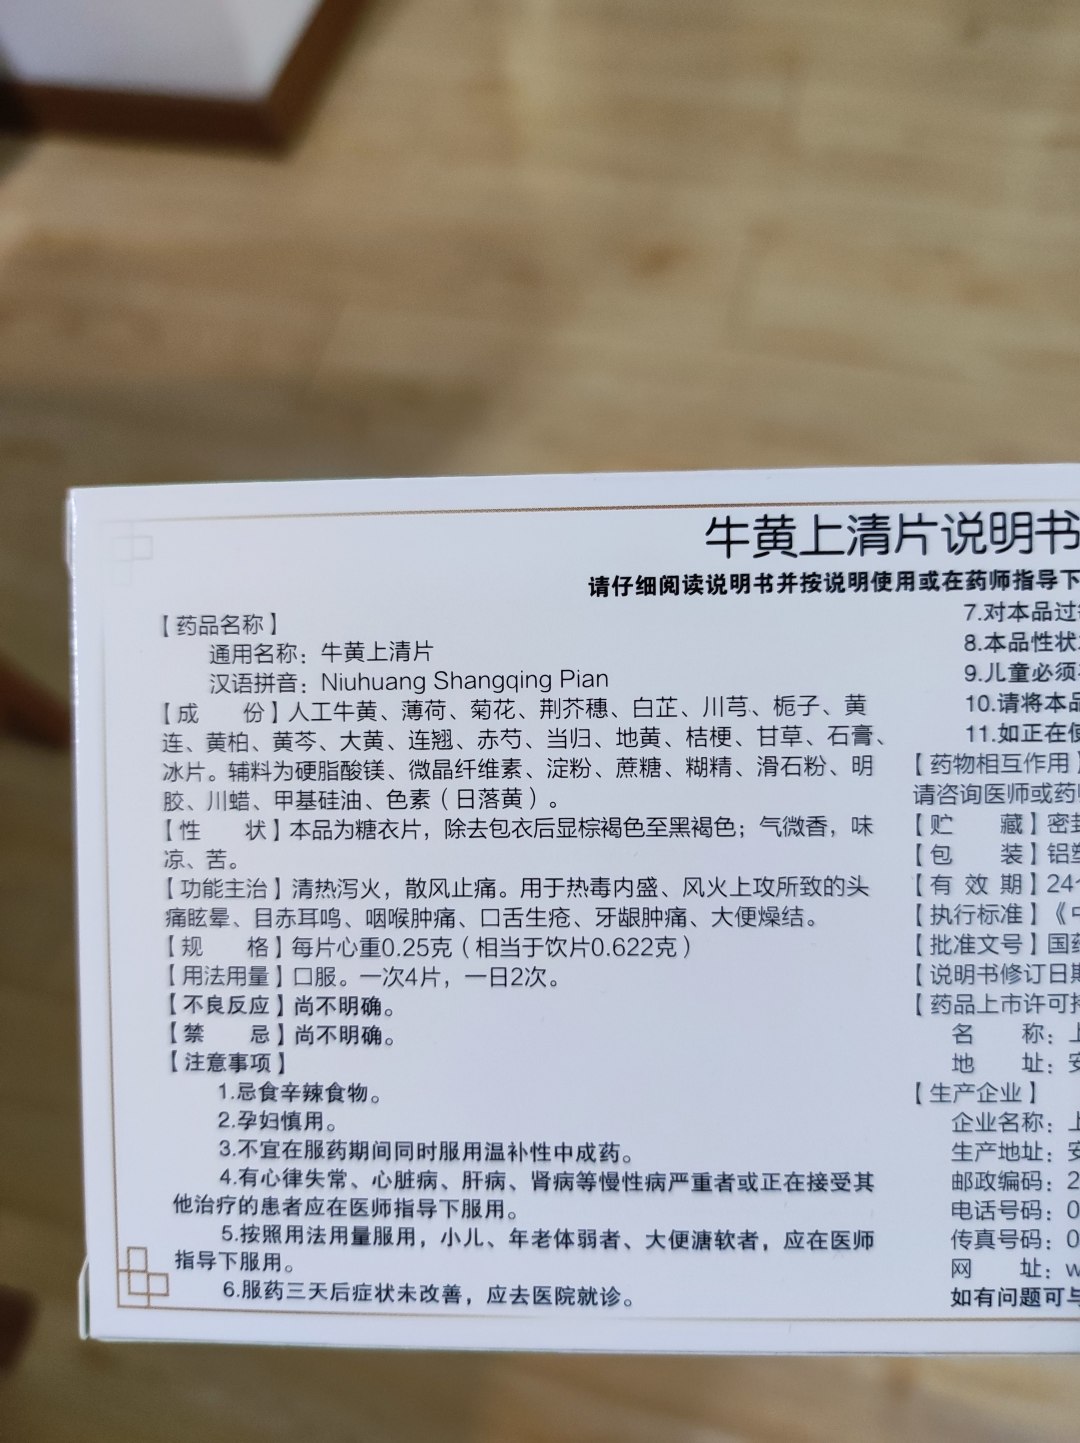 牛黄上清片说明书
请仔细阅读说明书并按说明使用或在药师指导下
【药品名称】
通用名称：牛黄上清片
汉语拼音：Niuhuang Shangqing Pian
【成 份】人工牛黄、薄荷、菊花、荆芥穗、白芷、川芎、栀子、黄
连、黄柏、黄芩、大黄、连翘、赤芍、当归、地黄、桔梗、甘草、石膏、
冰片。辅料为硬脂酸镁、微晶纤维素、淀粉、蔗糖、糊精、滑石粉、明
胶、川蜡、甲基硅油、色素（日落黄）。
【性 状】本品为糖衣片，除去包衣后显棕褐色至黑褐色；气微香，味
凉、苦。
【功能主治】清热泻火，散风止痛。用于热毒内盛、风火上攻所致的头
痛眩晕、目赤耳鸣、咽喉肿痛、口舌生疮、牙龈肿痛、大便燥结。
【规 格】每片心重0.25克（相当于饮片0.622克）
【用法用量】口服。一次4片，一日2次。
【不良反应】尚不明确。
【禁 忌】尚不明确。
【注意事项】
1.忌食辛辣食物。
2.孕妇慎用。
3.不宜在服药期间同时服用温补性中成药。
4.有心律失常、心脏病、肝病、肾病等慢性病严重者或正在接受其
他治疗的患者应在医师指导下服用。
5.按照用法用量服用，小儿、年老体弱者、大便溏软者，应在医师
指导下服用。
6.服药三天后症状未改善，应去医院就诊。
7.对本品过
8.本品性状
9.儿童必须
10.请将本品
11.如正在使
【药物相互作用】
请咨询医师或药
【贮 藏】密封
【包 装】铝塑
【有 效 期】24
【执行标准】《中
【批准文号】国药
【说明书修订日期
【药品上市许可持
名 称：上
地 址：安
【生产企业】
企业名称：上
生产地址：安
邮政编码：2
电话号码：0
传真号码：0
网 址：w
如有问题可与